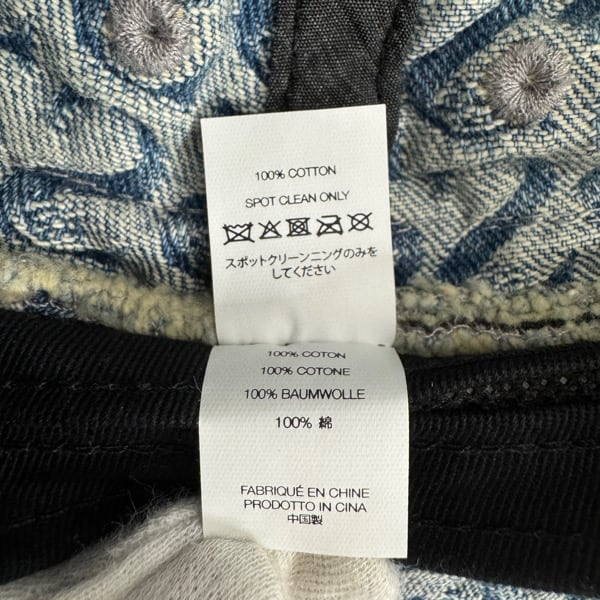 100% COTTON
SPOT CLEAN ONLY
スポットクリーンニングのみを
してください
100% COTON
100% COTONE
100% BAUMWOLLE
100% 綿
FABRIQUÉ EN CHINE
PRODOTTO IN CINA
中国製